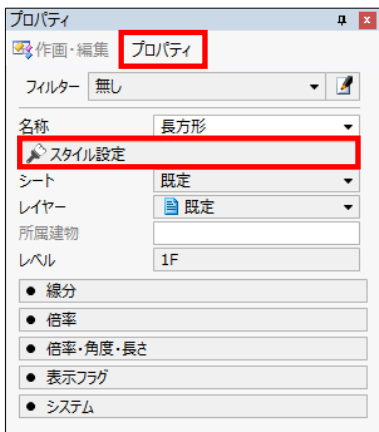 プロパティ
作画・編集 プロパティ
フィルター 無し
名称 長方形
スタイル設定
シート 既定
レイヤー 既定
所属建物
レベル 1F
● 線分
● 倍率
● 倍率・角度・長さ
● 表示フラグ
● システム